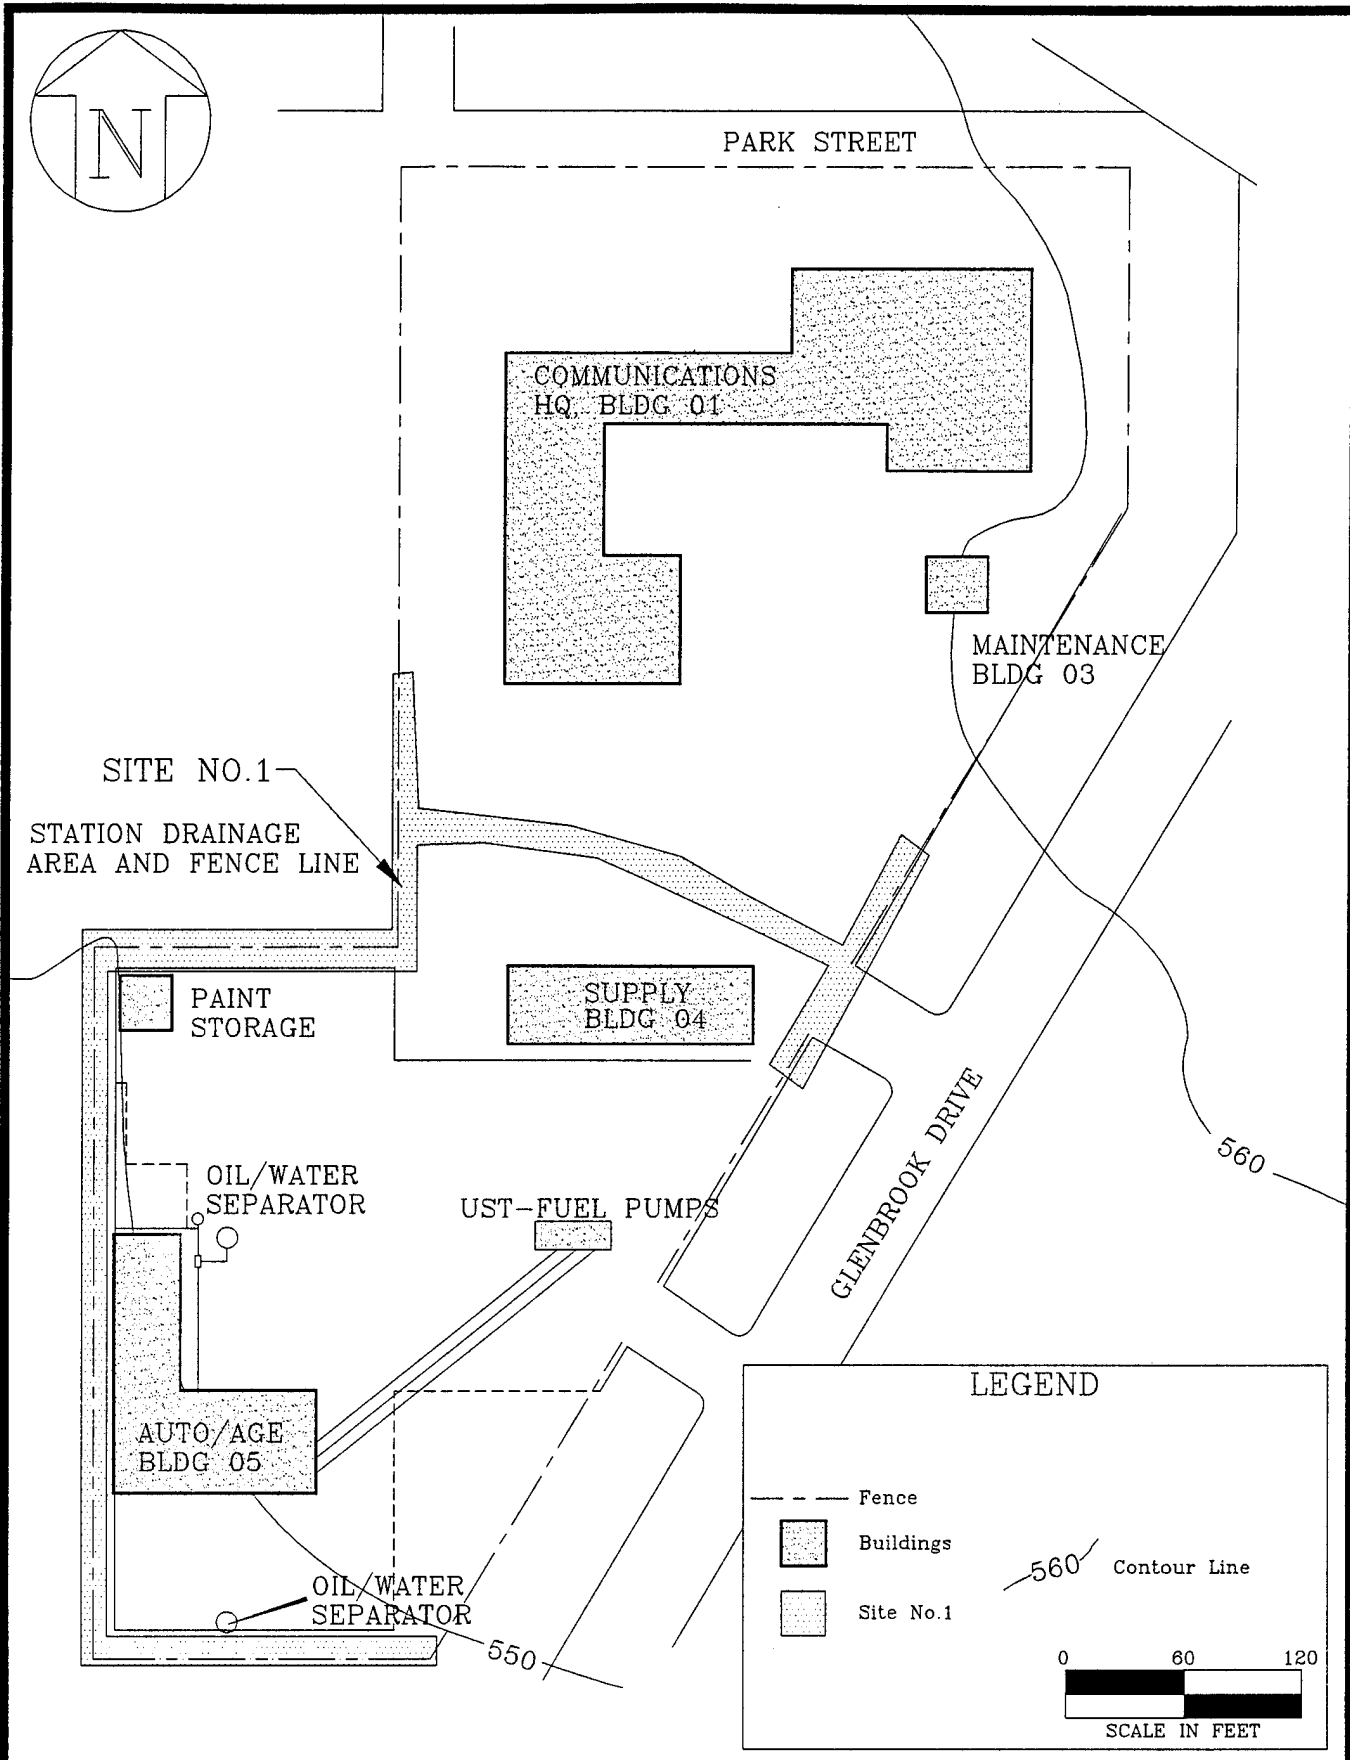 N
PARK STREET
COMMUNICATIONS
HQ, BLDG 01
MAINTENANCE
BLDG 03
SITE NO.1
STATION DRAINAGE
AREA AND FENCE LINE
PAINT
STORAGE
SUPPLY
BLDG 04
OIL/WATER
SEPARATOR
UST-FUEL PUMPS
GLENBROOK DRIVE
560
AUTO/AGE
BLDG 05
OIL/WATER
SEPARATOR
550
LEGEND
Fence
Buildings
560 Contour Line
Site No.1
0 60 120
SCALE IN FEET